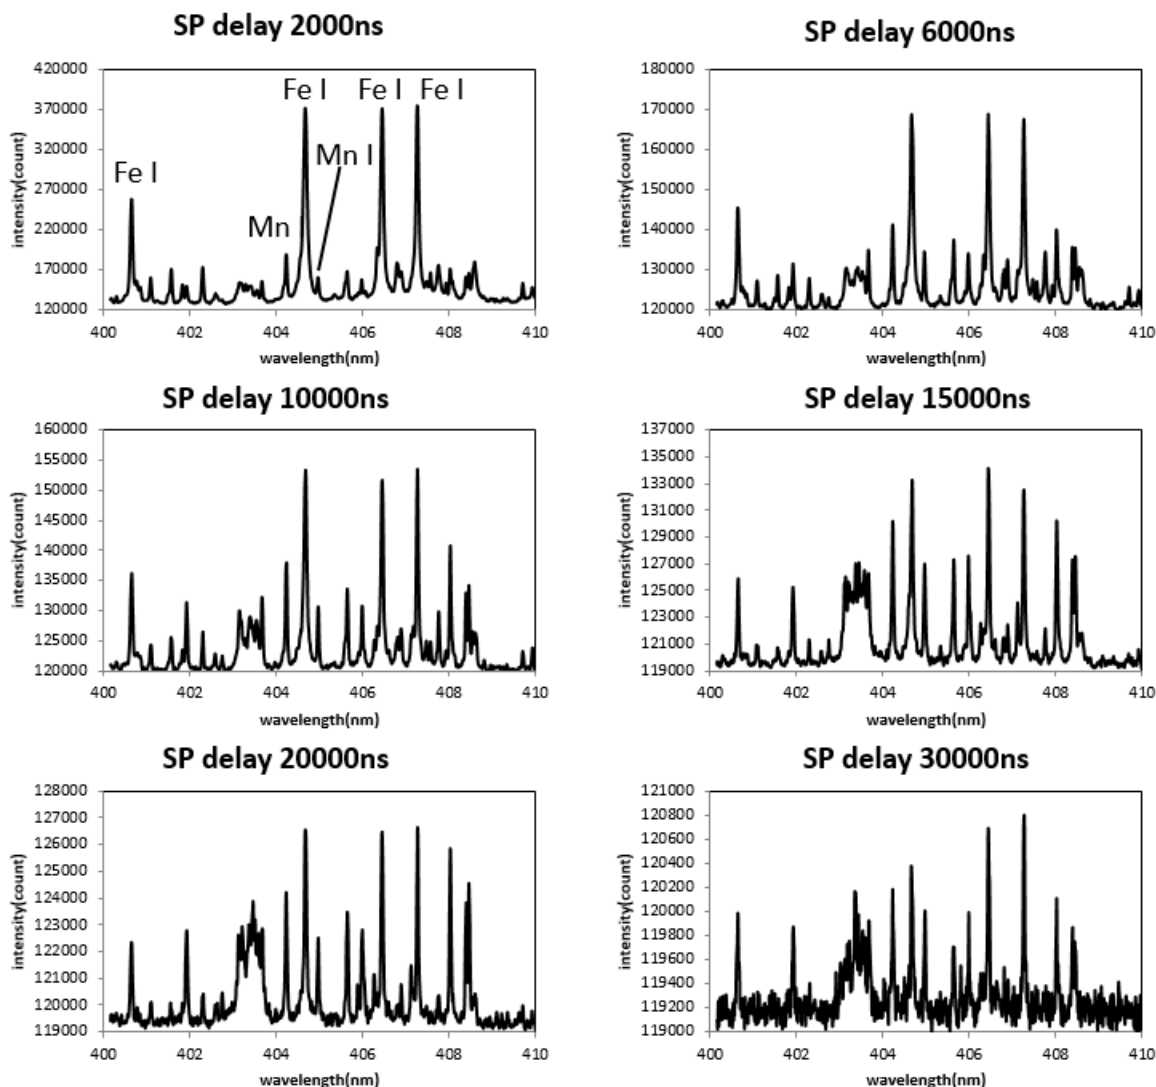 SP delay 2000ns
420000
370000
320000
270000
220000
170000
120000
intensity(count)
Fe I
Mn
Fe I
Mn I
Fe I
Fe I
400 402 404 406 408 410
wavelength(nm)
SP delay 6000ns
180000
170000
160000
150000
140000
130000
120000
intensity(count)
400 402 404 406 408 410
wavelength(nm)
SP delay 10000ns
160000
155000
150000
145000
140000
135000
130000
125000
120000
intensity(count)
400 402 404 406 408 410
wavelength(nm)
SP delay 15000ns
137000
135000
133000
131000
129000
127000
125000
123000
121000
119000
intensity(count)
400 402 404 406 408 410
wavelength(nm)
SP delay 20000ns
128000
127000
126000
125000
124000
123000
122000
121000
120000
119000
intensity(count)
400 402 404 406 408 410
wavelength(nm)
SP delay 30000ns
121000
120800
120600
120400
120200
120000
119800
119600
119400
119200
119000
intensity(count)
400 402 404 406 408 410
wavelength(nm)